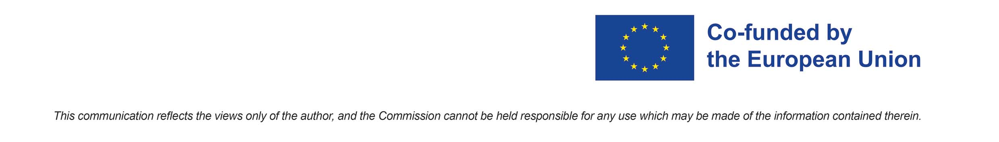 Co-funded by
the European Union
This communication reflects the views only of the author, and the Commission cannot be held responsible for any use which may be made of the information contained therein.